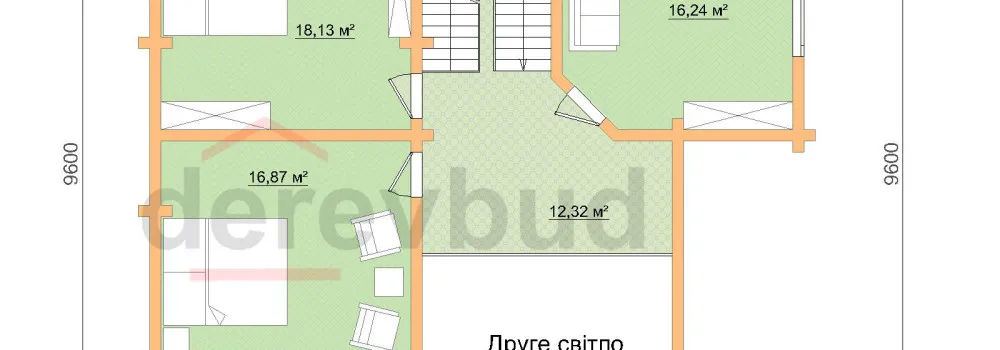 16,24 м²
18,13 м²
9600
9600
16,87 м²
derevbud
12,32 м²
Друге світло